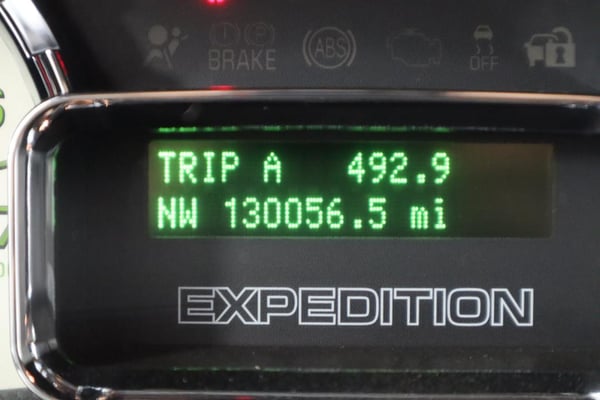 BRAKE ABS OFF
TRIP A 492.9
NW 130056.5 mi
EXPEDITION